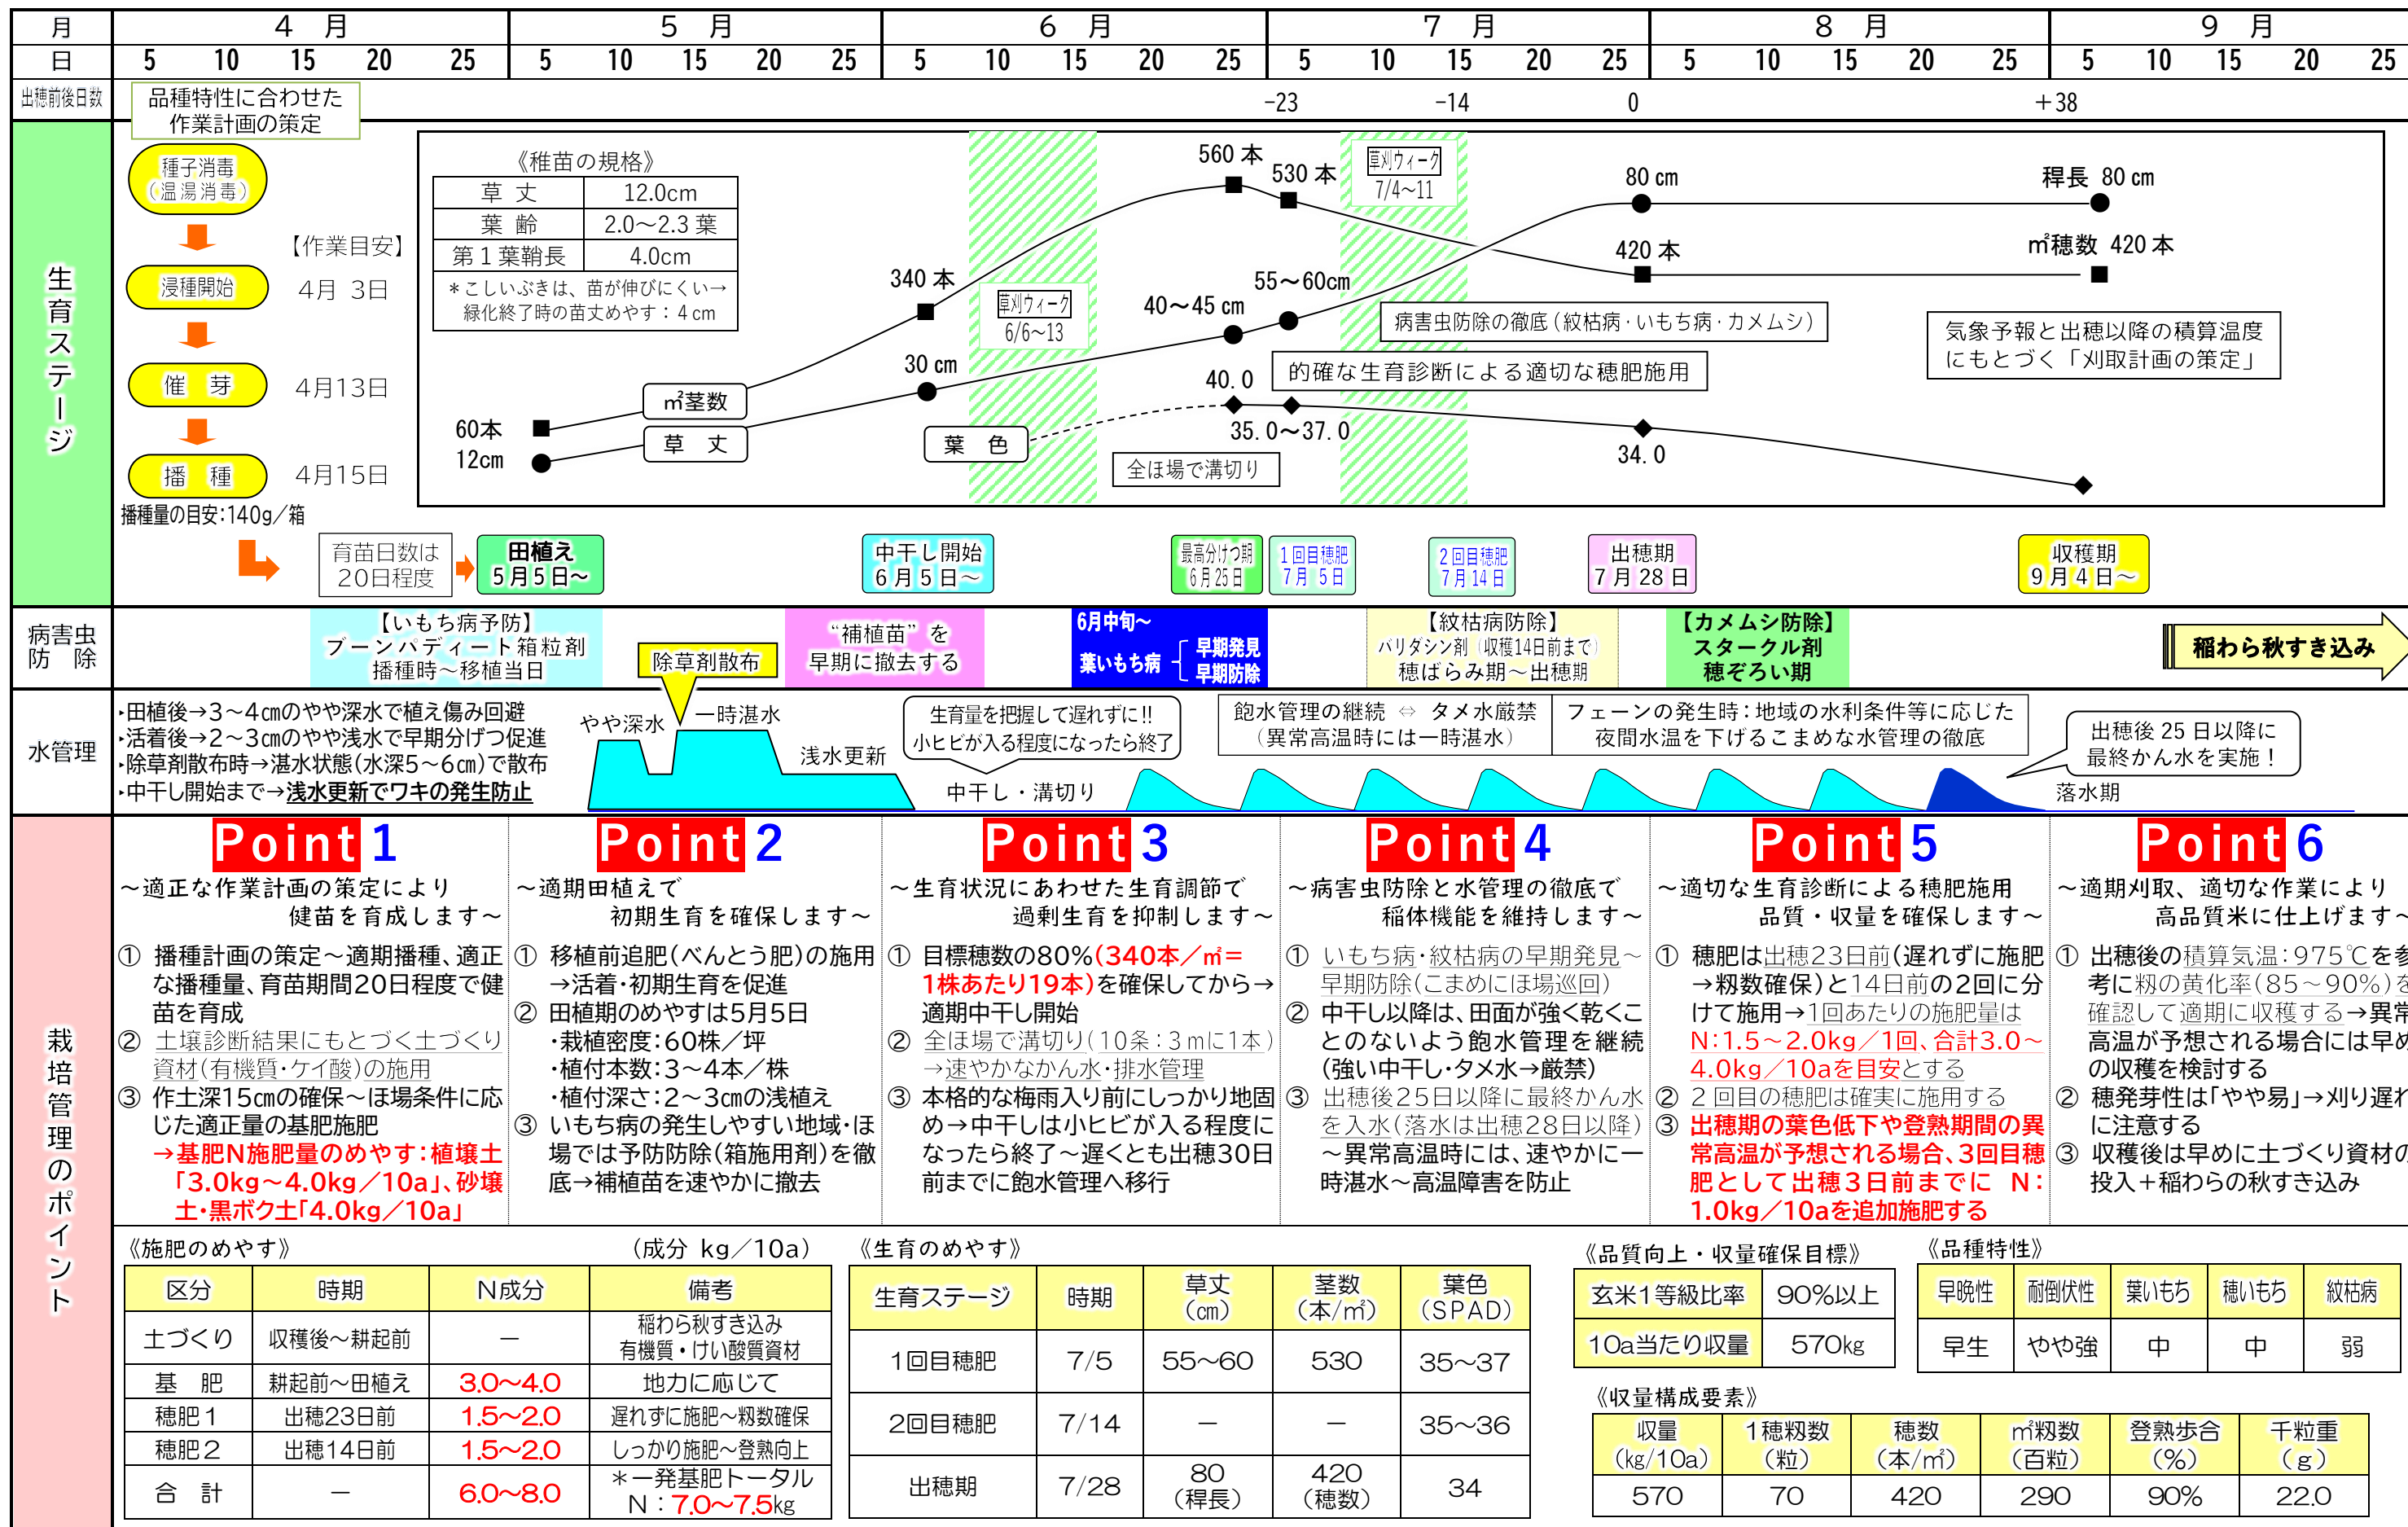 月 4 月 5 月 6 月 7 月 8 月 9 月
日 5 10 15 20 25 5 10 15 20 25 5 10 15 20 25 5 10 15 20 25 5 10 15 20 25 5 10 15 20 25
出穂前後日数 -23 -14 0 +38
品種特性に合わせた
作業計画の策定
生育ステージ
種子消毒
(温湯消毒)
【作業目安】
浸種開始 4月 3日
催 芽 4月13日
播 種 4月15日
播種量の目安:140g/箱
育苗日数は
20日程度
《稚苗の規格》
草 丈 12.0cm
葉 齢 2.0～2.3 葉
第1葉鞘長 4.0cm
＊こしいぶきは、苗が伸びにくい→
緑化終了時の苗丈めやす:4cm
60本
12cm
㎡茎数
草 丈
340 本
30 cm
草刈ウィーク
6/6～13
葉 色
560 本
530 本
40～45 cm
55～60cm
40.0
35.0～37.0
全ほ場で溝切り
草刈ウィーク
7/4～11
80 cm
420 本
34.0
病害虫防除の徹底(紋枯病・いもち病・カメムシ)
的確な生育診断による適切な穂肥施用
稈長 80 cm
㎡穂数 420 本
気象予報と出穂以降の積算温度
にもとづく「刈取計画の策定」
田植え
5月5日～
中干し開始
6月5日～
最高分げつ期
6月25日
1回目穂肥
7月 5日
2回目穂肥
7月14日
出穂期
7月28日
収穫期
9月4日～
病害虫
防 除
【いもち病予防】
ブーンパディート箱粒剤
播種時～移植当日
除草剤散布
“補植苗”を
早期に撤去する
6月中旬～
葉いもち病
早期発見
早期防除
【紋枯病防除】
バリダシン剤(収穫14日前まで)
穂ばらみ期～出穂期
【カメムシ防除】
スタークル剤
穂ぞろい期
稲わら秋すき込み
水管理
・田植後→3～4㎝のやや深水で植え傷み回避
・活着後→2～3㎝のやや浅水で早期分げつ促進
・除草剤散布時→湛水状態(水深5～6㎝)で散布
・中干し開始まで→浅水更新でワキの発生防止
やや深水
一時湛水
浅水更新
生育量を把握して遅れずに!!
小ヒビが入る程度になったら終了
中干し・溝切り
飽水管理の継続 ⇔ タメ水厳禁
(異常高温時には一時湛水)
フェーンの発生時:地域の水利条件等に応じた
夜間水温を下げるこまめな水管理の徹底
出穂後 25 日以降に
最終かん水を実施!
落水期
栽培管理のポイント
Point 1
～適正な作業計画の策定により
健苗を育成します～
① 播種計画の策定～適期播種、適正
な播種量、育苗期間20日程度で健
苗を育成
② 土壌診断結果にもとづく土づくり
資材(有機質・ケイ酸)の施用
③ 作土深15㎝の確保～ほ場条件に応
じた適正量の基肥施肥
→基肥N施肥量のめやす:植壌土
「3.0kg～4.0kg/10a」、砂壌
土・黒ボク土「4.0kg/10a」
Point 2
～適期田植えで
初期生育を確保します～
① 移植前追肥(べんとう肥)の施用
→活着・初期生育を促進
② 田植期のめやすは5月5日
・栽植密度:60株/坪
・植付本数:3～4本/株
・植付深さ:2～3㎝の浅植え
③ いもち病の発生しやすい地域・ほ
場では予防防除(箱施用剤)を徹
底→補植苗を速やかに撤去
Point 3
～生育状況にあわせた生育調節で
過剰生育を抑制します～
① 目標穂数の80%(340本/㎡=
1株あたり19本)を確保してから→
適期中干し開始
② 全ほ場で溝切り(10条:3mに1本)
→速やかなかん水・排水管理
③ 本格的な梅雨入り前にしっかり地固
め→中干しは小ヒビが入る程度に
なったら終了～遅くとも出穂30日
前までに飽水管理へ移行
Point 4
～病害虫防除と水管理の徹底で
稲体機能を維持します～
① いもち病・紋枯病の早期発見～
早期防除(こまめにほ場巡回)
② 中干し以降は、田面が強く乾くこ
とのないよう飽水管理を継続
(強い中干し・タメ水→厳禁)
③ 出穂後25日以降に最終かん水
を入水(落水は出穂28日以降)
～異常高温時には、速やかに一
時湛水～高温障害を防止
Point 5
～適切な生育診断による穂肥施用
品質・収量を確保します～
① 穂肥は出穂23日前(遅れずに施肥
→籾数確保)と14日前の2回に分
けて施用→1回あたりの施肥量は
N:1.5～2.0kg/1回、合計3.0～
4.0kg/10aを目安とする
② 2回目の穂肥は確実に施用する
③ 出穂期の葉色低下や登熟期間の異
常高温が予想される場合、3回目穂
肥として出穂3日前までに N:
1.0kg/10aを追加施肥する
Point 6
～適期刈取、適切な作業により
高品質米に仕上げます～
① 出穂後の積算気温:975℃を参
考に籾の黄化率(85～90%)を
確認して適期に収穫する→異常
高温が予想される場合には早め
の収穫を検討する
② 穂発芽性は「やや易」→刈り遅れ
に注意する
③ 収穫後は早めに土づくり資材の
投入+稲わらの秋すき込み
《施肥のめやす》 (成分 kg/10a)
区分 時期 N成分 備考
土づくり 収穫後～耕起前 － 稲わら秋すき込み
有機質・けい酸質資材
基 肥 耕起前～田植え 3.0～4.0 地力に応じて
穂肥1 出穂23日前 1.5～2.0 遅れずに施肥～籾数確保
穂肥2 出穂14日前 1.5～2.0 しっかり施肥～登熟向上
合 計 － 6.0～8.0 ＊一発基肥トータル
N:7.0～7.5kg
《生育のめやす》
生育ステージ 時期 草丈(㎝) 茎数(本/㎡) 葉色(SPAD)
1回目穂肥 7/5 55～60 530 35～37
2回目穂肥 7/14 － － 35～36
出穂期 7/28 80(稈長) 420(穂数) 34
《品質向上・収量確保目標》
玄米1等級比率 90%以上
10a当たり収量 570kg
《品種特性》
早晩性 耐倒伏性 葉いもち 穂いもち 紋枯病
早生 やや強 中 中 弱
《収量構成要素》
収量(kg/10a) 1穂籾数(粒) 穂数(本/㎡) ㎡籾数(百粒) 登熟歩合(%) 千粒重(g)
570 70 420 290 90% 22.0